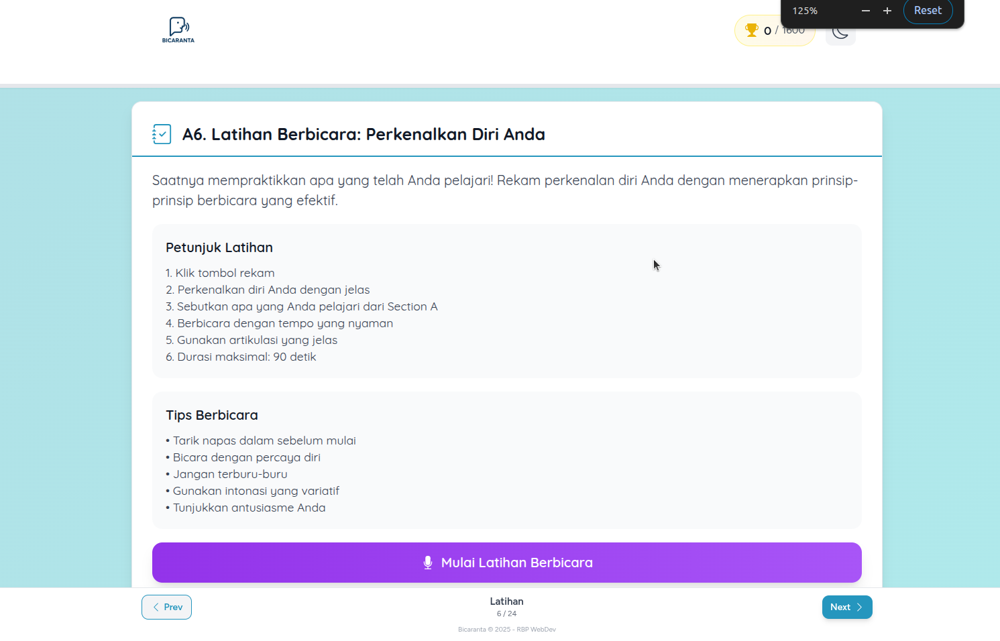 125%
Reset
BICARANTA
0 / 1600
A6. Latihan Berbicara: Perkenalkan Diri Anda
Saatnya mempraktikkan apa yang telah Anda pelajari! Rekam perkenalan diri Anda dengan menerapkan prinsip-
prinsip berbicara yang efektif.
Petunjuk Latihan
1. Klik tombol rekam
2. Perkenalkan diri Anda dengan jelas
3. Sebutkan apa yang Anda pelajari dari Section A
4. Berbicara dengan tempo yang nyaman
5. Gunakan artikulasi yang jelas
6. Durasi maksimal: 90 detik
Tips Berbicara
• Tarik napas dalam sebelum mulai
• Bicara dengan percaya diri
• Jangan terburu-buru
• Gunakan intonasi yang variatif
• Tunjukkan antusiasme Anda
Mulai Latihan Berbicara
Prev
Latihan
6 / 24
Next
Bicaranta © 2025 - RBP WebDev